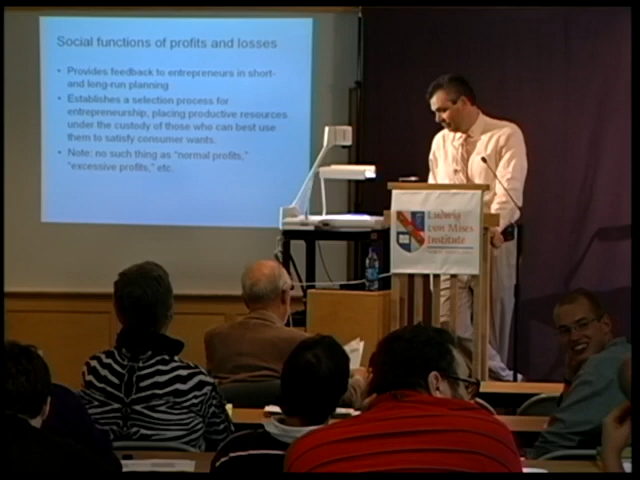 Social functions of profits and losses
• Provides feedback to entrepreneurs in short-
and long-run planning
• Establishes a selection process for
entrepreneurship, placing productive resources
under the custody of those who can best use
them to satisfy consumer wants.
• Note: no such thing as "normal profits,"
"excessive profits," etc.
Ludwig
von Mises
Institute